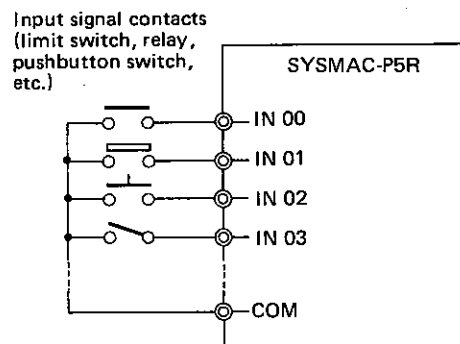 Input signal contacts
(limit switch, relay,
pushbutton switch,
etc.)
SYSMAC-P5R
IN 00
IN 01
IN 02
IN 03
COM